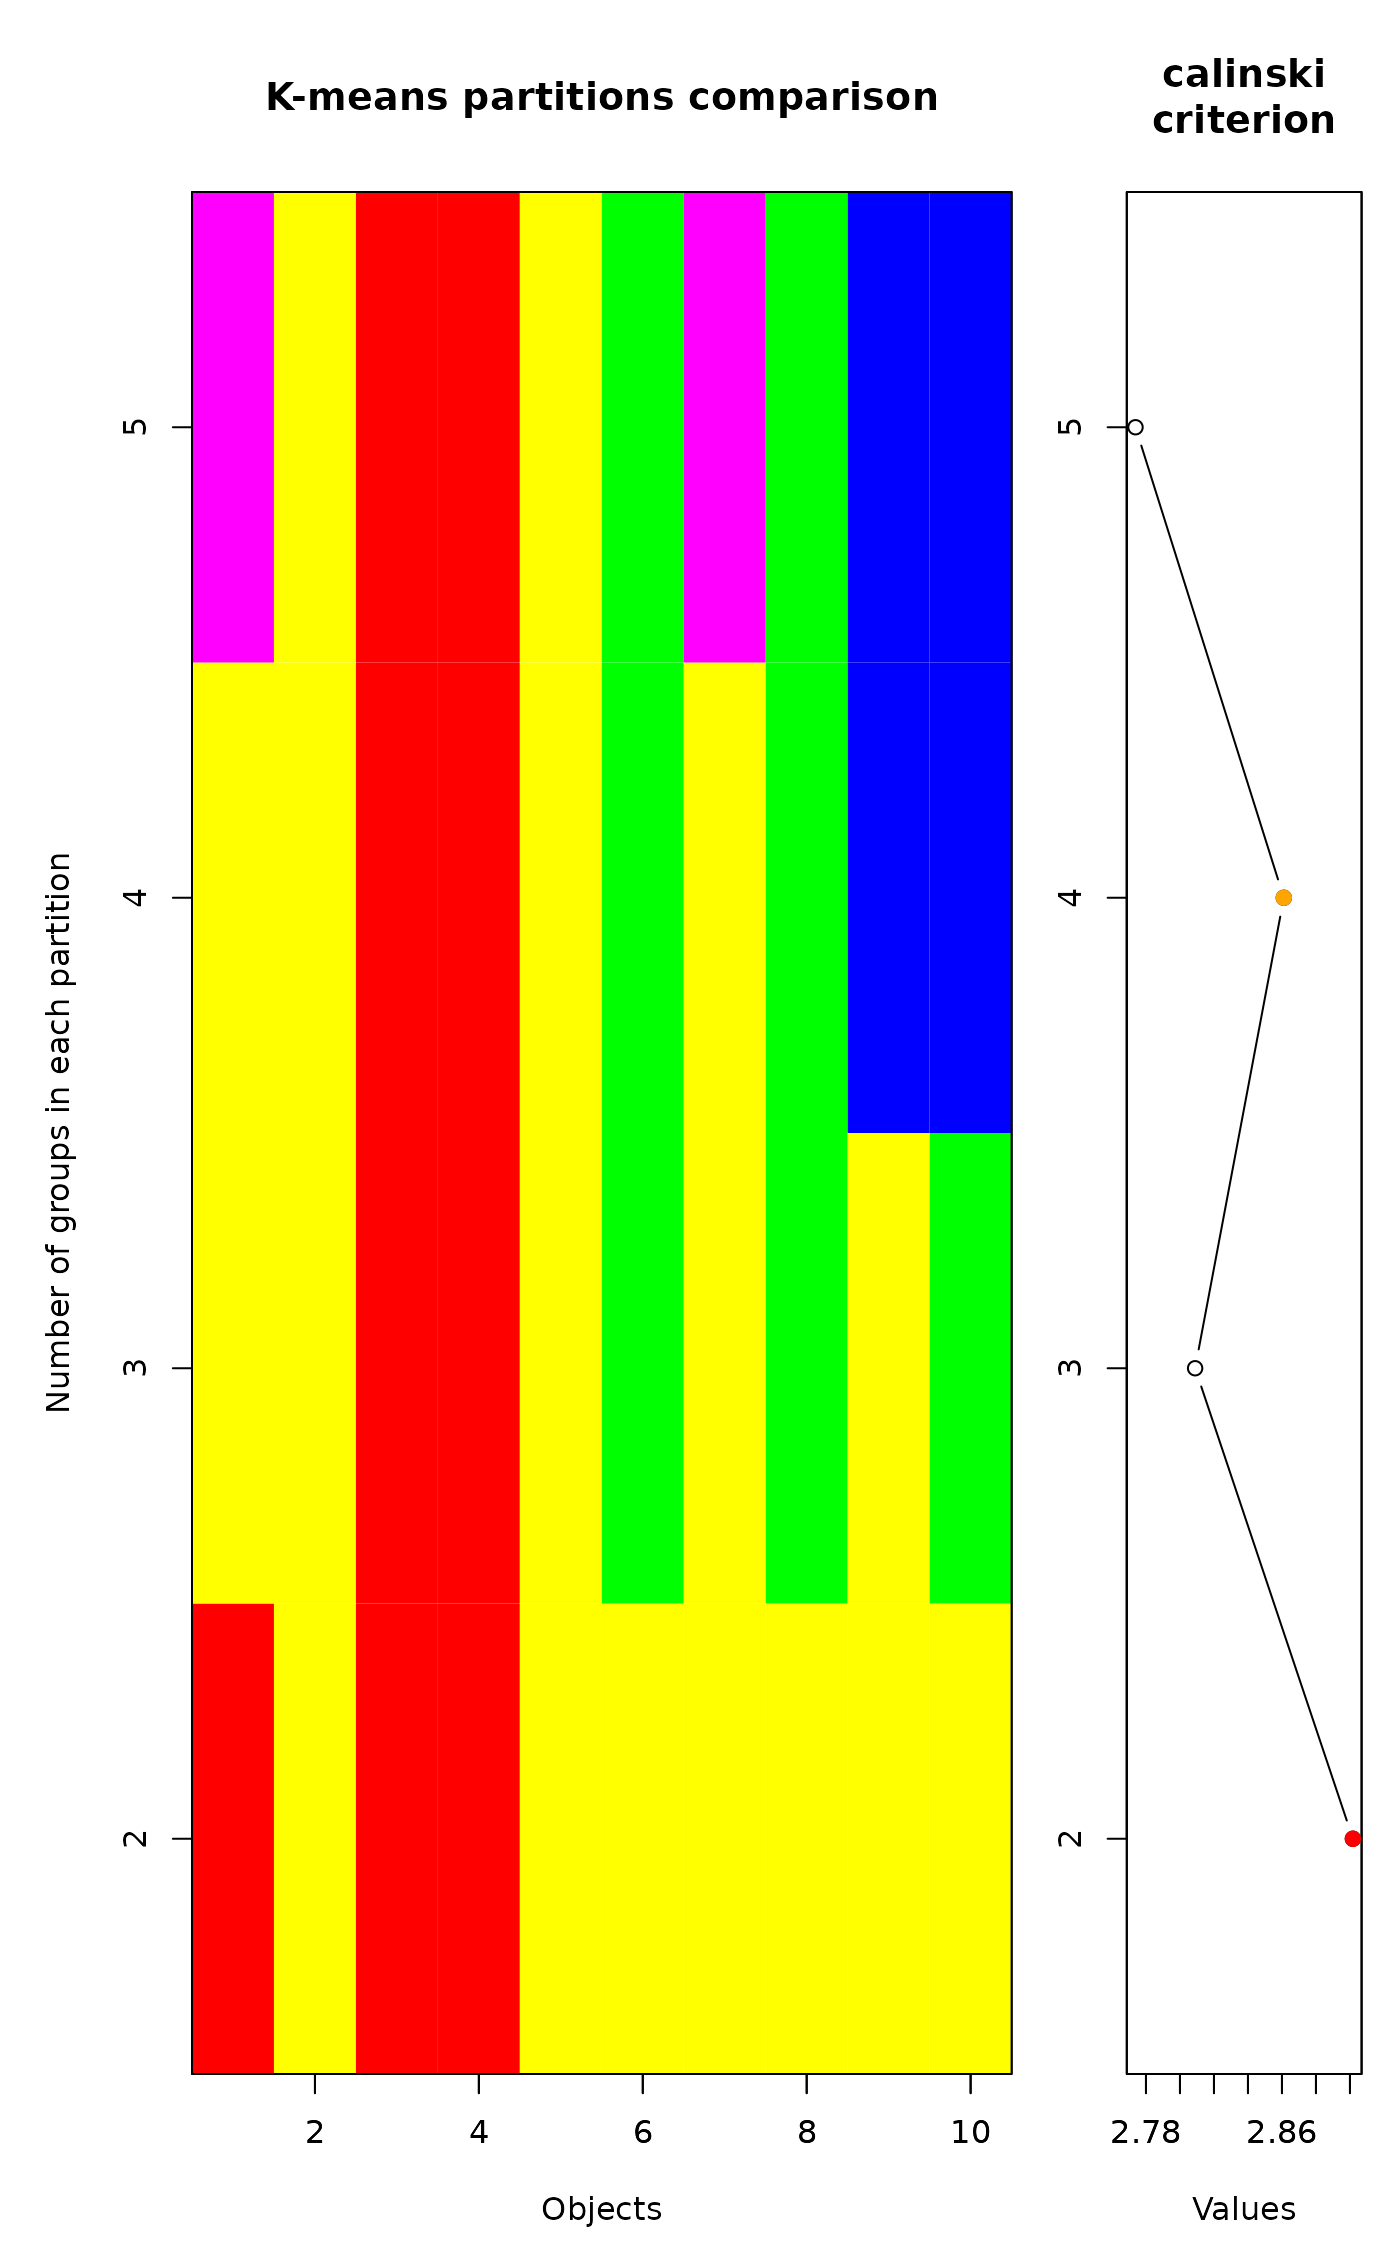 K-means partitions comparison
calinski
criterion
Number of groups in each partition
5
4
3
2
2 4 6 8 10
Objects
5
4
3
2
2.78 2.86
Values